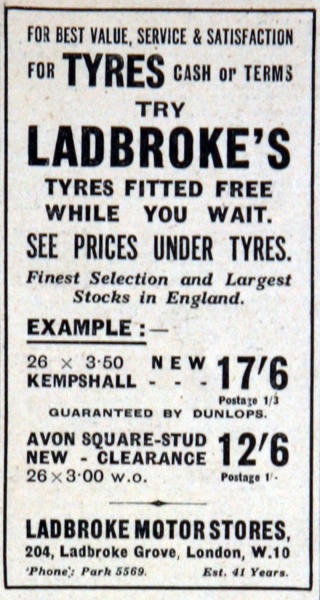 FOR BEST VALUE, SERVICE & SATISFACTION
FOR TYRES CASH or TERMS
TRY
LADBROKE'S
TYRES FITTED FREE
WHILE YOU WAIT.
SEE PRICES UNDER TYRES.
Finest Selection and Largest
Stocks in England.
EXAMPLE:—
26 × 3·50 NEW 17'6
KEMPSHALL - - -
Postage 1/3
GUARANTEED BY DUNLOPS.
AVON SQUARE-STUD 12'6
NEW - CLEARANCE
26×3·00 w.o. Postage 1/-
LADBROKE MOTOR STORES,
204, Ladbroke Grove, London, W.10
'Phone: Park 5569. Est. 41 Years.